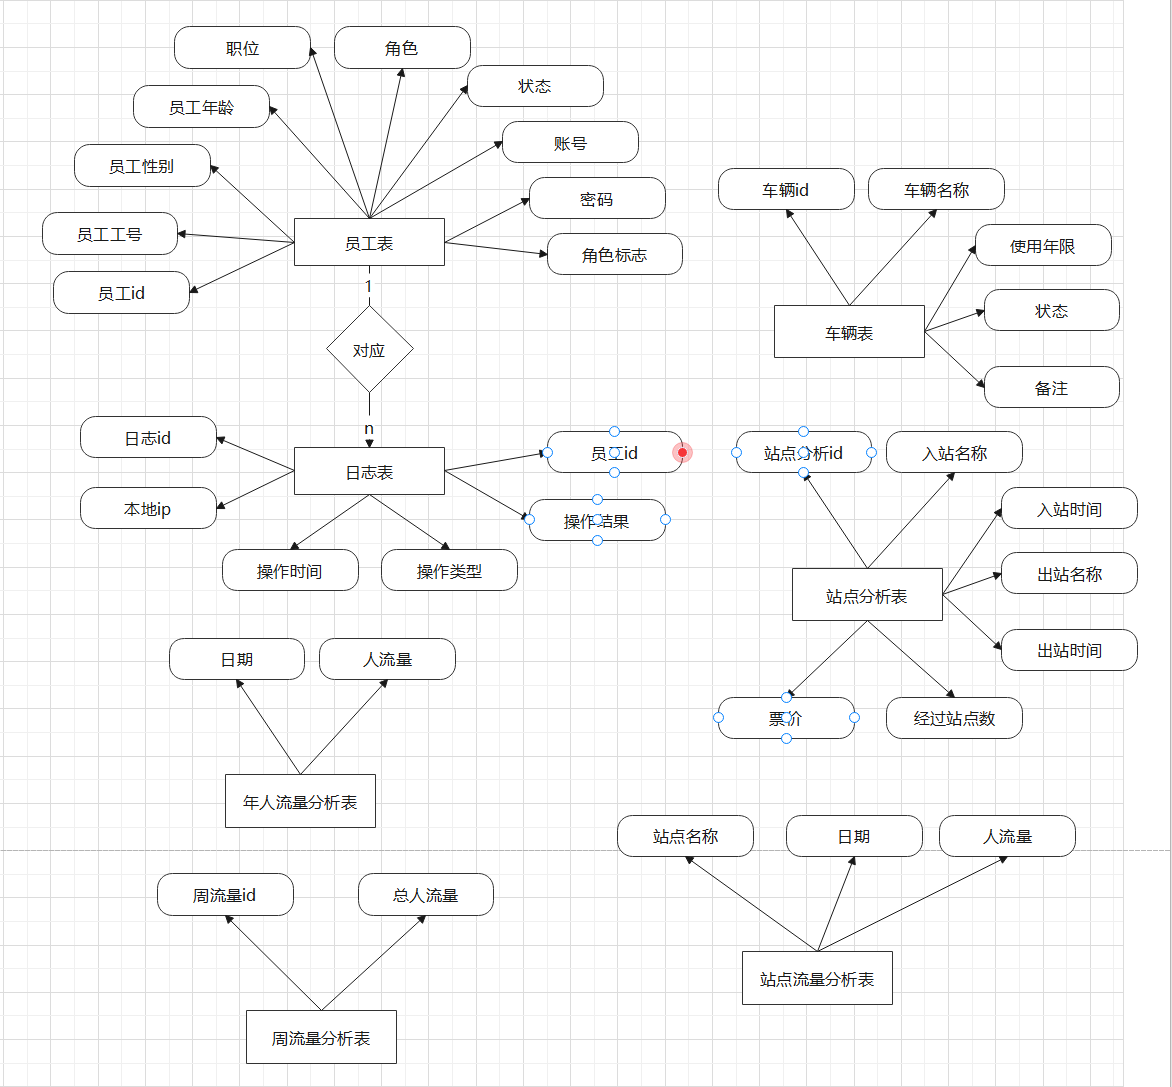 职位
角色
状态
员工年龄
账号
员工性别
密码
员工工号
员工表
角色标志
员工id
1
对应
n
车辆id
车辆名称
使用年限
车辆表
状态
备注
日志id
日志表
员工id
本地ip
操作结果
操作时间
操作类型
站点分析id
入站名称
入站时间
出站名称
站点分析表
出站时间
票价
经过站点数
日期
人流量
年人流量分析表
站点名称
日期
人流量
站点流量分析表
周流量id
总人流量
周流量分析表